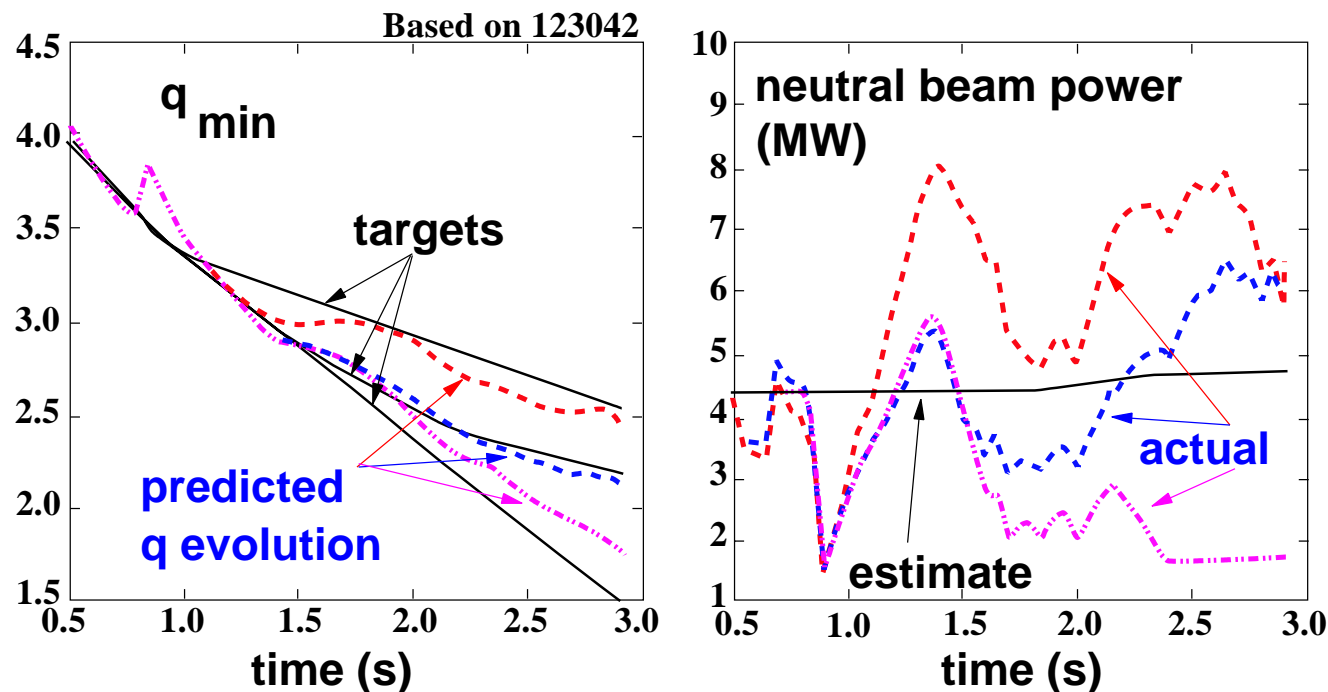 Based on 123042
4.5
4.0
3.5
3.0
2.5
2.0
1.5
q min
targets
predicted
q evolution
0.5 1.0 1.5 2.0 2.5 3.0
time (s)
10
9
8
7
6
5
4
3
2
1
neutral beam power
(MW)
actual
estimate
0.5 1.0 1.5 2.0 2.5 3.0
time (s)